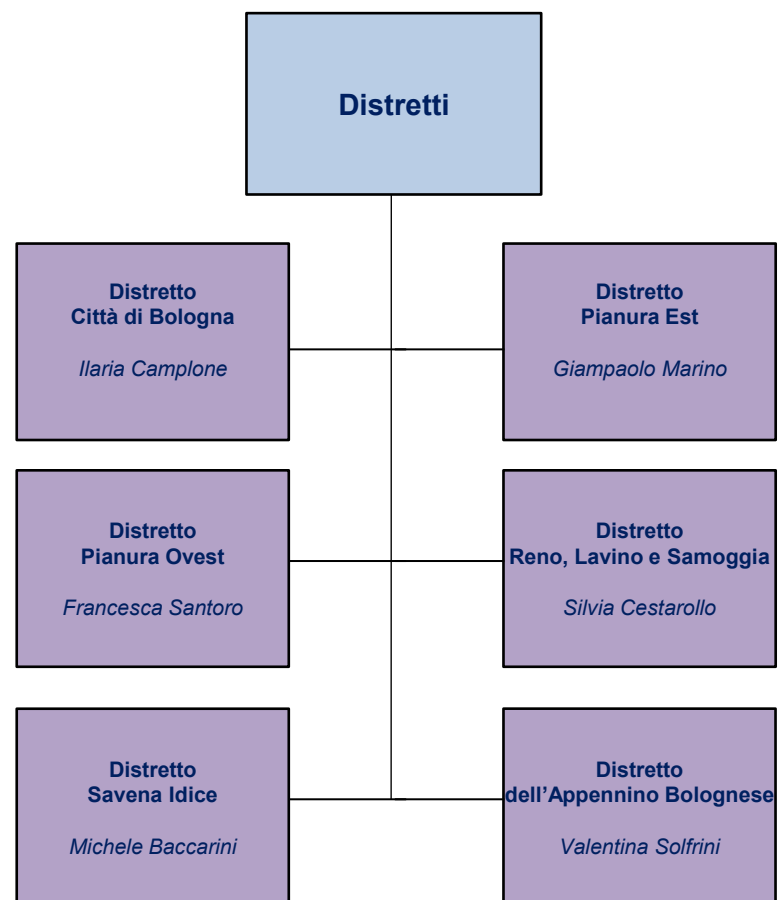 Distretti
Distretto
Città di Bologna
Ilaria Camplone
Distretto
Pianura Est
Giampaolo Marino
Distretto
Pianura Ovest
Francesca Santoro
Distretto
Reno, Lavino e Samoggia
Silvia Cestarollo
Distretto
Savena Idice
Michele Baccarini
Distretto
dell’Appennino Bolognese
Valentina Solfrini